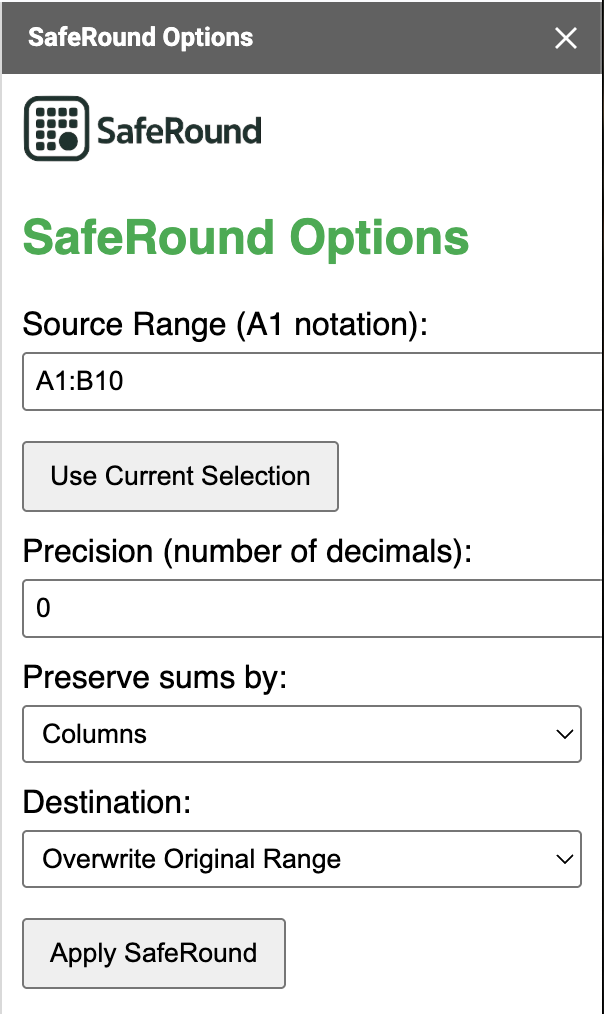 SafeRound Options
SafeRound
SafeRound Options
Source Range (A1 notation):
A1:B10
Use Current Selection
Precision (number of decimals):
0
Preserve sums by:
Columns
Destination:
Overwrite Original Range
Apply SafeRound